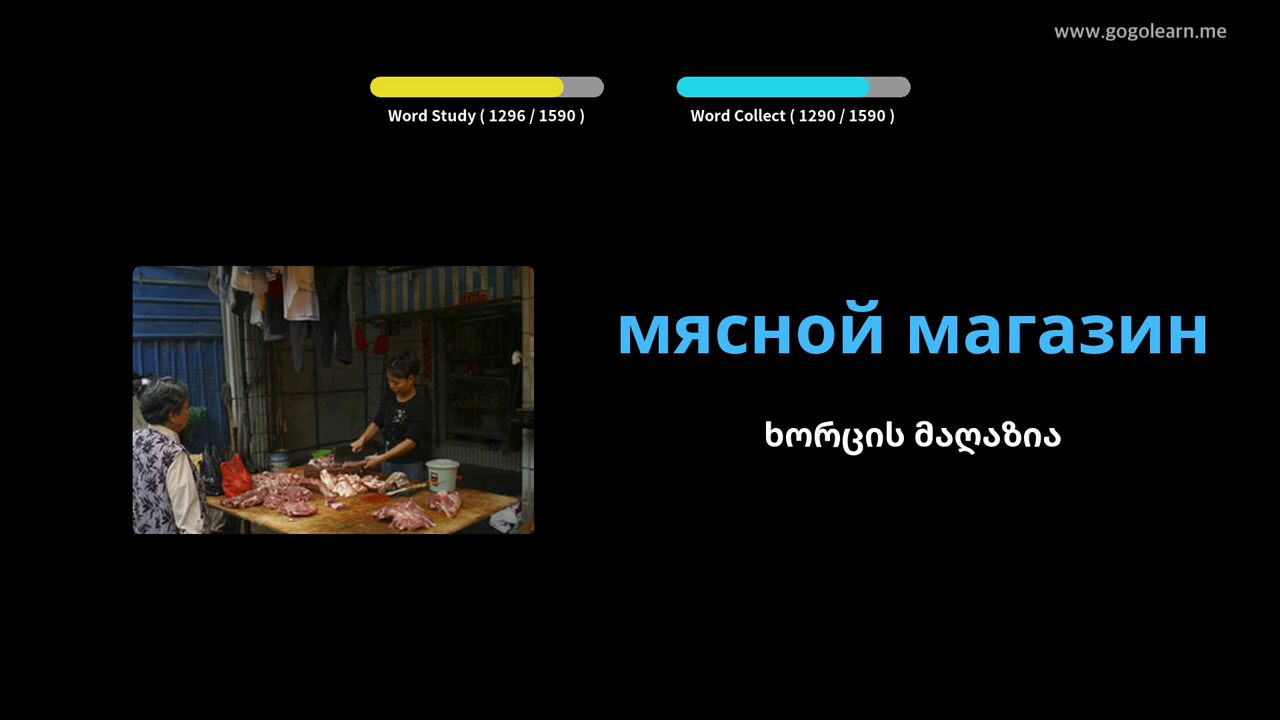 www.gogolearn.me
Word Study ( 1296 / 1590 )
Word Collect ( 1290 / 1590 )
мясной магазин
ხორცის მაღაზია